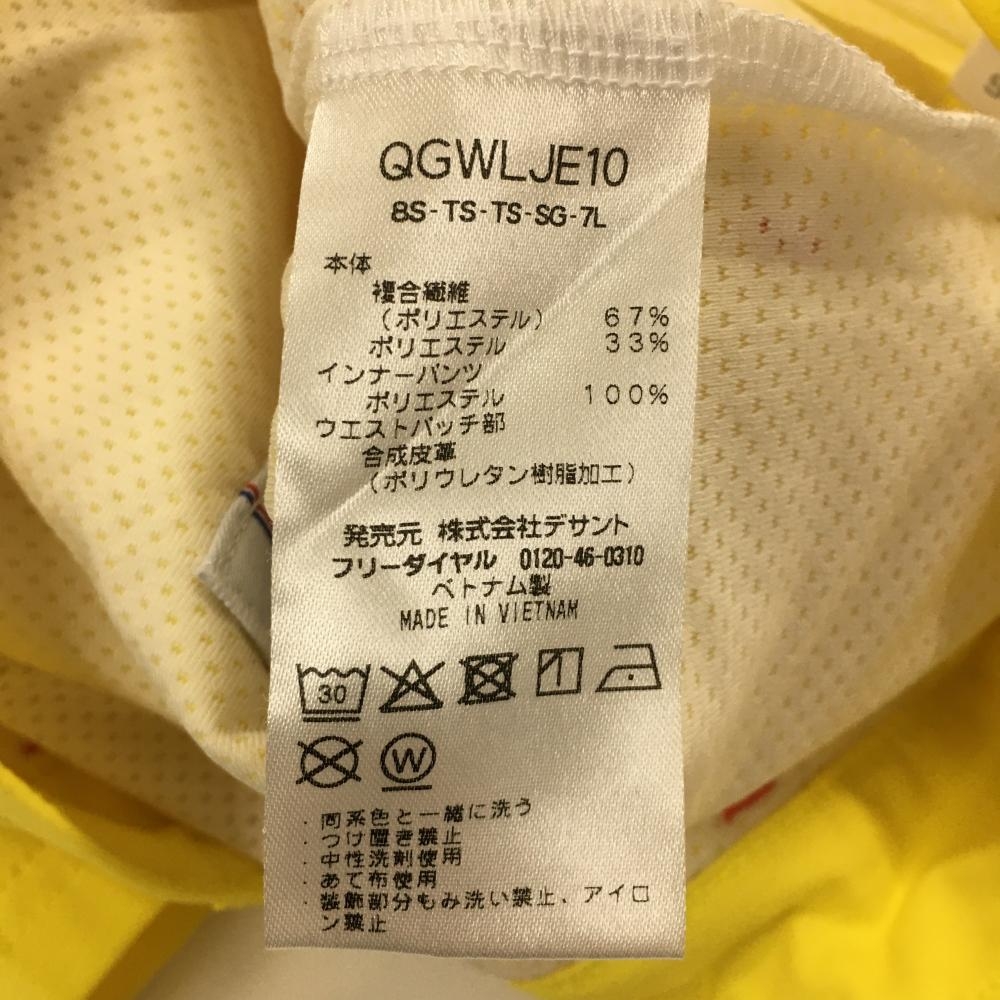 QGWLJE10
8S-TS-TS-SG-7L
本体
複合繊維
(ポリエステル) 67%
ポリエステル 33%
インナーパンツ
ポリエステル 100%
ウエストパッチ部
合成皮革
(ポリウレタン樹脂加工)
発売元 株式会社デサント
フリーダイヤル 0120-46-0310
ベトナム製
MADE IN VIETNAM
30
W
・同系色と一緒に洗う
・つけ置き禁止
・中性洗剤使用
・あて布使用
・装飾部分もみ洗い禁止、アイロ
ン禁止